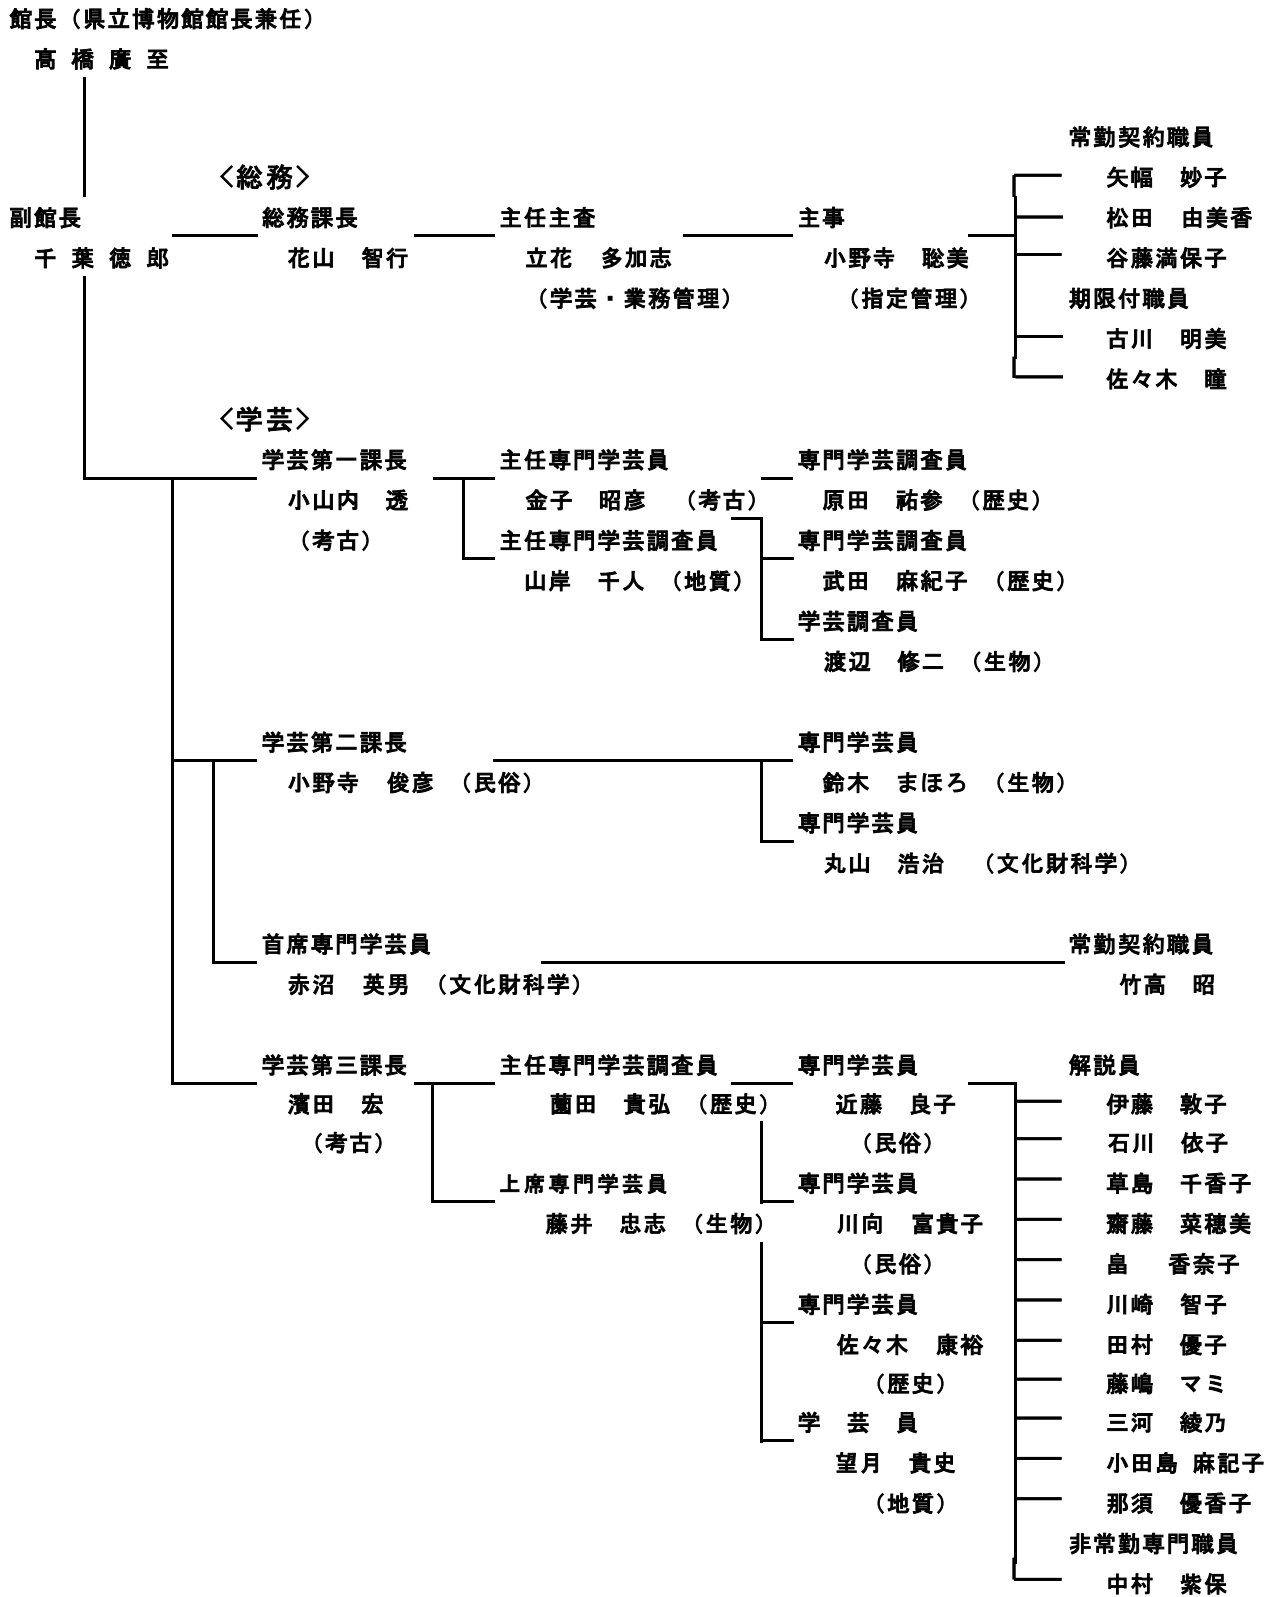 館長（県立博物館館長兼任）
髙 橋 廣 至
常勤契約職員
〈総務〉
矢幅　妙子
副館長
総務課長
主任主査
主事
松田　由美香
千 葉 徳 郎
花山　智行
立花　多加志
小野寺　聡美
谷藤満保子
（学芸・業務管理）
（指定管理）
期限付職員
古川　明美
佐々木　瞳
〈学芸〉
学芸第一課長
主任専門学芸員
専門学芸調査員
小山内　透
金子　昭彦　（考古）
原田　祐参　（歴史）
（考古）
主任専門学芸調査員
専門学芸調査員
山岸　千人　（地質）
武田　麻紀子　（歴史）
学芸調査員
渡辺　修二　（生物）
学芸第二課長
専門学芸員
小野寺　俊彦　（民俗）
鈴木　まほろ　（生物）
専門学芸員
丸山　浩治　（文化財科学）
首席専門学芸員
常勤契約職員
赤沼　英男　（文化財科学）
竹高　昭
学芸第三課長
主任専門学芸調査員
専門学芸員
解説員
濱田　宏
薗田　貴弘　（歴史）
近藤　良子
伊藤　敦子
（考古）
（民俗）
石川　依子
上席専門学芸員
専門学芸員
草島　千香子
藤井　忠志　（生物）
川向　富貴子
齋藤　菜穂美
（民俗）
畠　香奈子
専門学芸員
川崎　智子
佐々木　康裕
田村　優子
（歴史）
藤嶋　マミ
学　芸　員
三河　綾乃
望月　貴史
小田島 麻記子
（地質）
那須　優香子
非常勤専門職員
中村　紫保